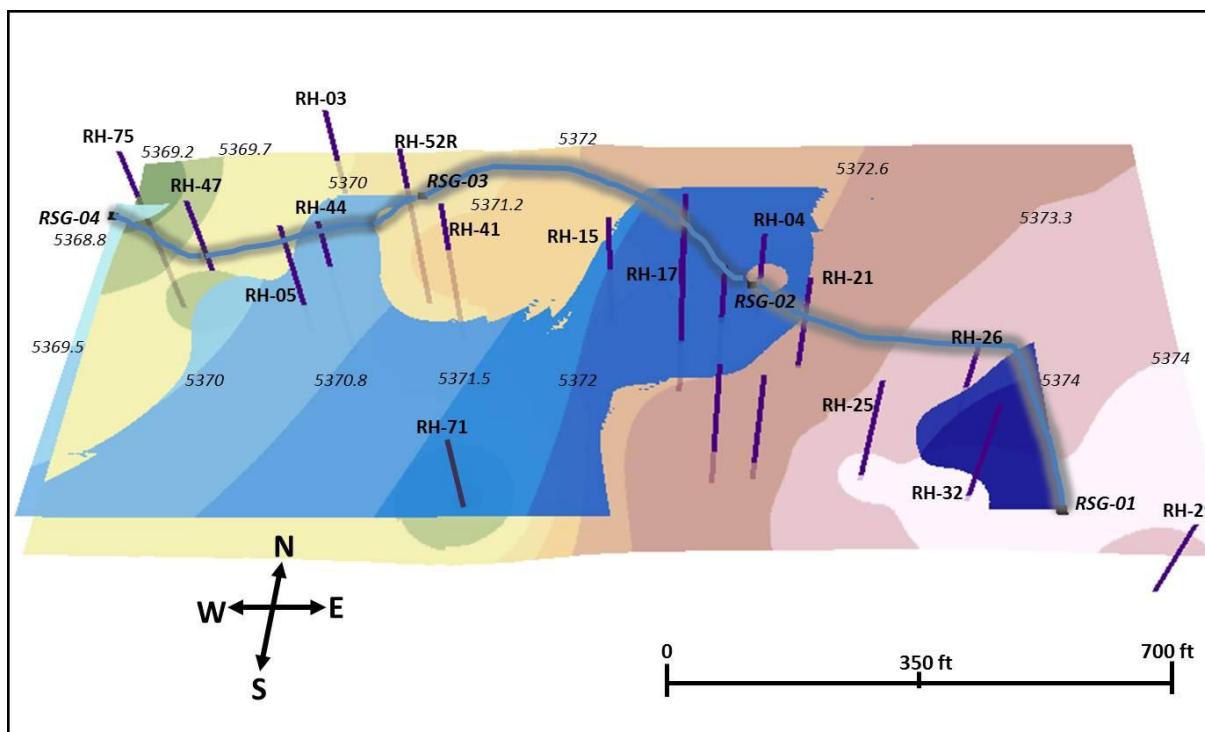 RH-03
RH-75
5369.2
5369.7
RH-52R
5372
5372.6
RH-47
5370
RSG-03
RSG-04
RH-44
5371.2
5373.3
5368.8
RH-41
RH-15
RH-04
RH-17
RH-21
RH-05
RSG-02
RH-26
5369.5
5370
5370.8
5371.5
5372
5374
5374
RH-25
RH-71
RH-32
RSG-01
N
W E
S
0
350 ft
700 ft